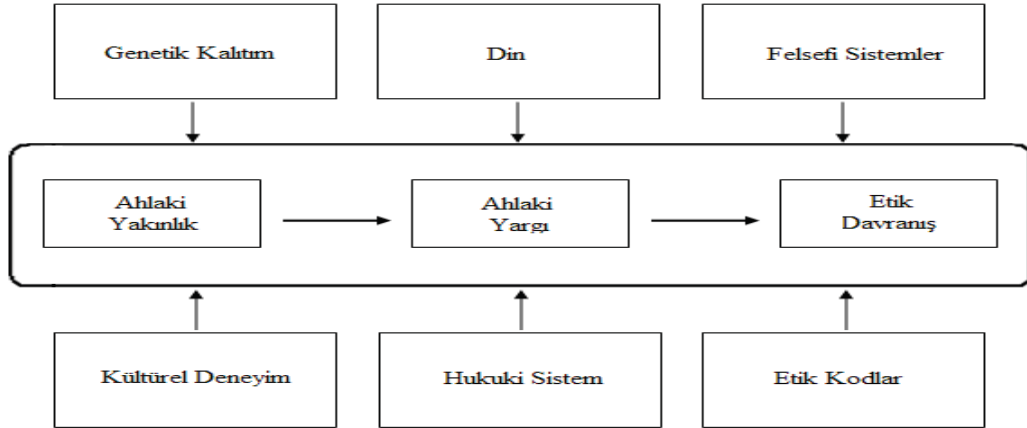 Genetik Kalıtım
Din
Felsefi Sistemler
Ahlaki
Yakınlık
Ahlaki
Yargı
Etik
Davranış
Kültürel Deneyim
Hukuki Sistem
Etik Kodlar